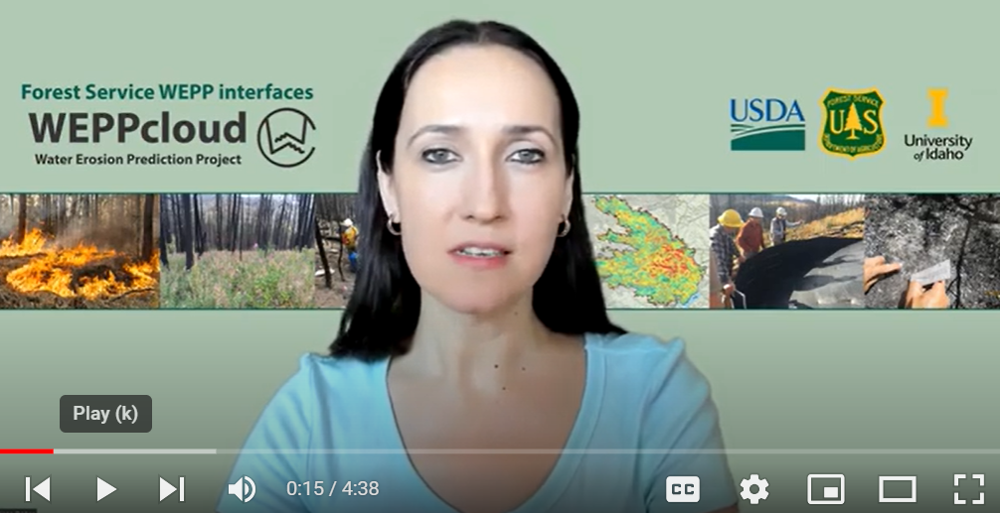 Forest Service WEPP interfaces
WEPPcloud
Water Erosion Prediction Project
USDA
FOREST SERVICE
U S
DEPARTMENT OF AGRICULTURE
I
University
of Idaho
Play (k)
0:15 / 4:38
CC